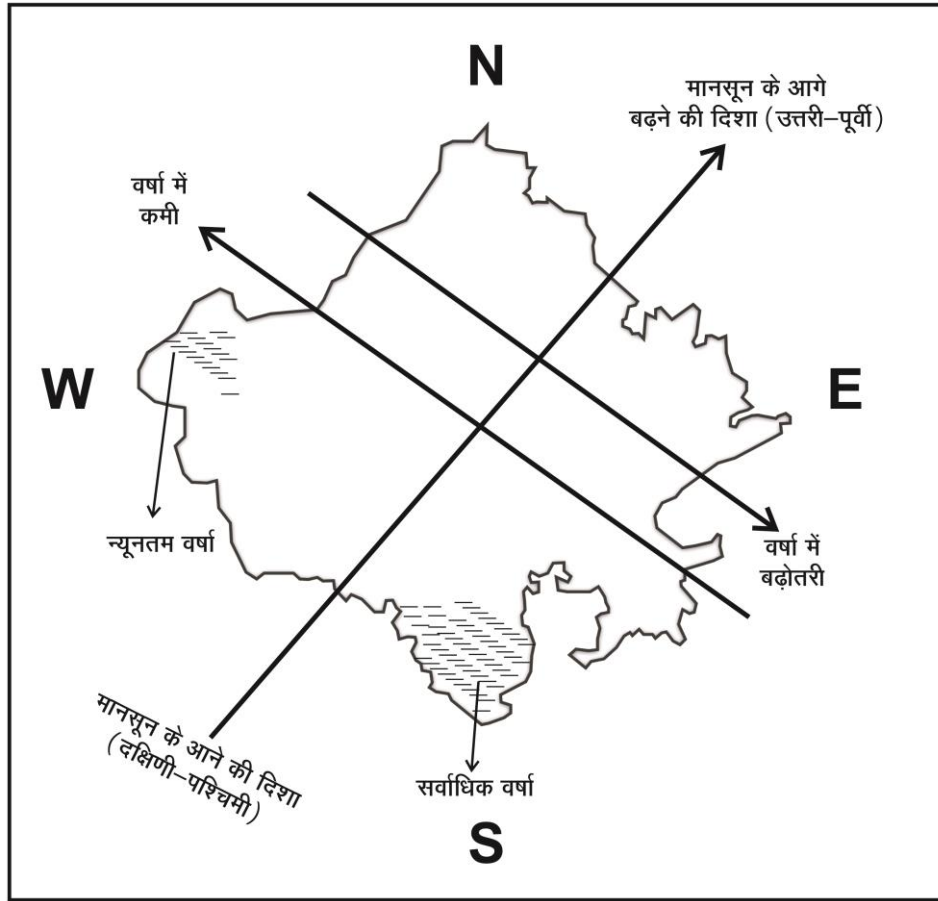 N
मानसून के आगे
बढ़ने की दिशा (उत्तरी–पूर्वी)
वर्षा में
कमी
W
E
न्यूनतम वर्षा
वर्षा में
बढ़ोतरी
मानसून के आने की दिशा
(दक्षिणी–पश्चिमी)
सर्वाधिक वर्षा
S